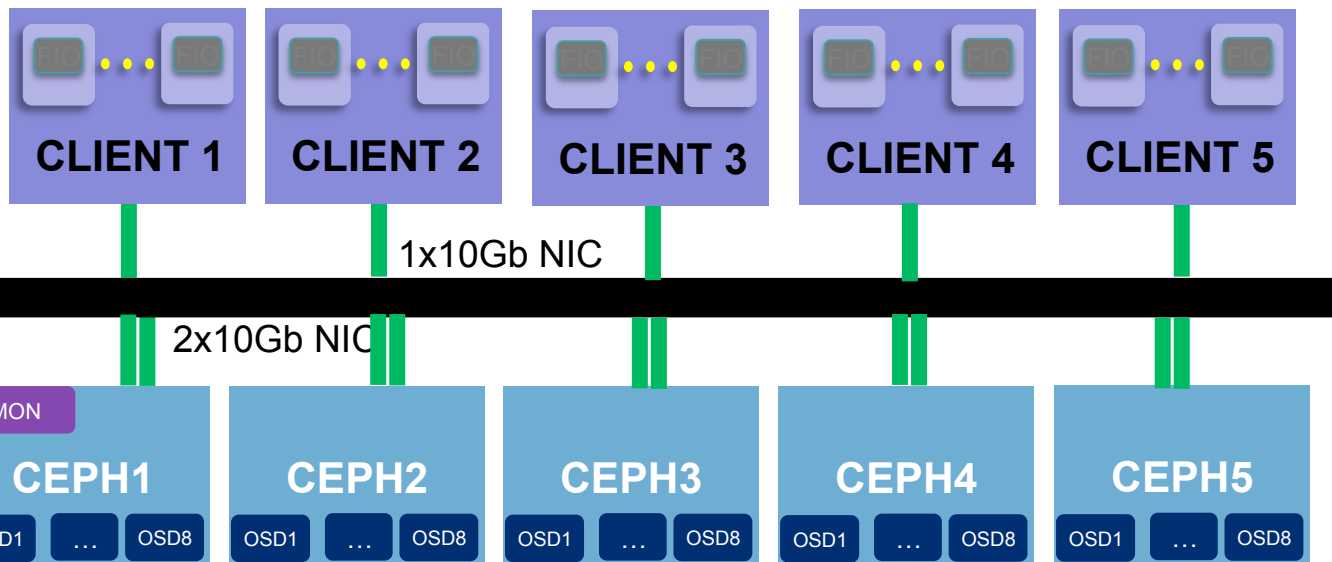 FIO FIO FIO FIO FIO FIO FIO FIO FIO FIO
CLIENT 1 CLIENT 2 CLIENT 3 CLIENT 4 CLIENT 5
1x10Gb NIC
2x10Gb NIC
MON
CEPH1 CEPH2 CEPH3 CEPH4 CEPH5
SD1 ... OSD8 OSD1 ... OSD8 OSD1 ... OSD8 OSD1 ... OSD8 OSD1 ... OSD8